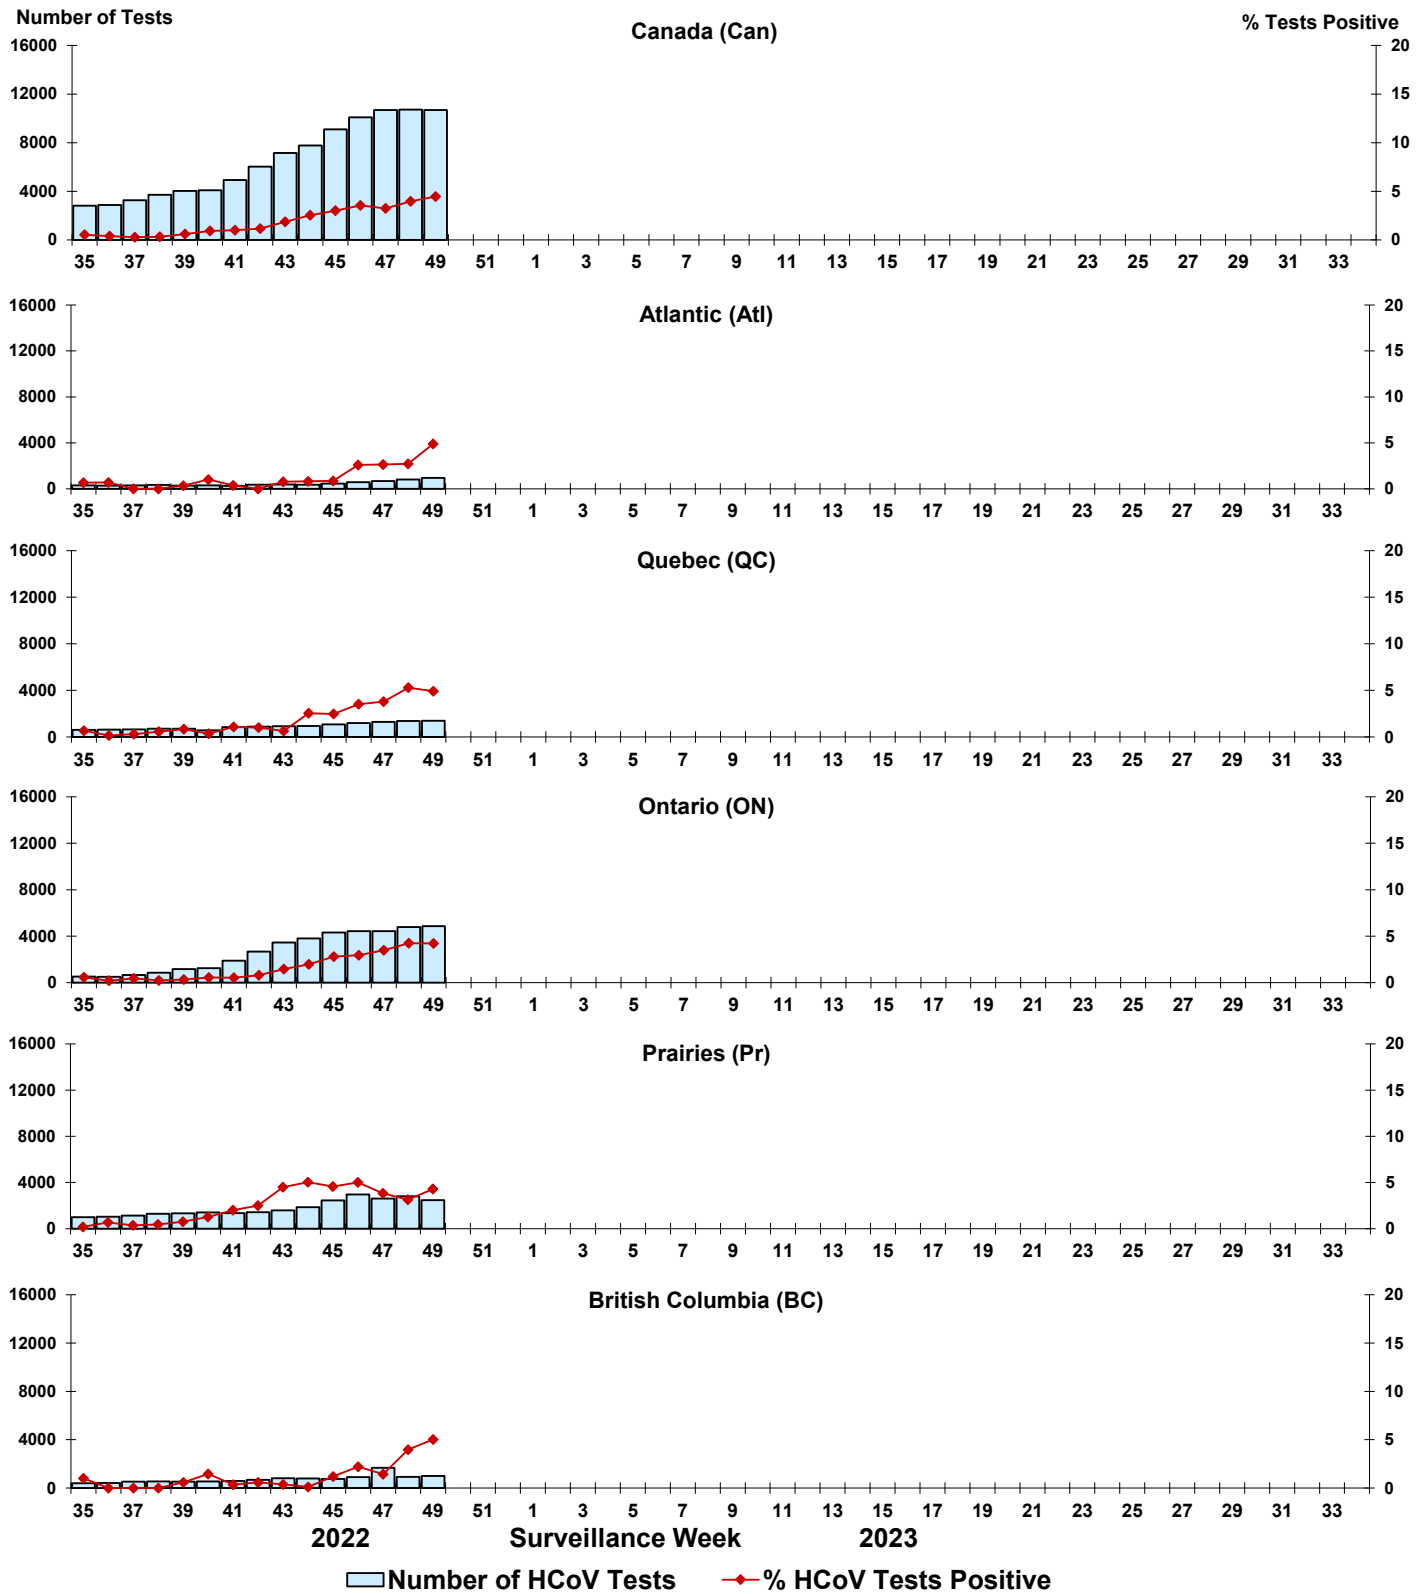 Number of Tests
Canada (Can)
% Tests Positive
16000 20
12000 15
8000 10
4000 5
0 0
35 37 39 41 43 45 47 49 51 1 3 5 7 9 11 13 15 17 19 21 23 25 27 29 31 33
Atlantic (Atl)
16000 20
12000 15
8000 10
4000 5
0 0
35 37 39 41 43 45 47 49 51 1 3 5 7 9 11 13 15 17 19 21 23 25 27 29 31 33
Quebec (QC)
16000 20
12000 15
8000 10
4000 5
0 0
35 37 39 41 43 45 47 49 51 1 3 5 7 9 11 13 15 17 19 21 23 25 27 29 31 33
Ontario (ON)
16000 20
12000 15
8000 10
4000 5
0 0
35 37 39 41 43 45 47 49 51 1 3 5 7 9 11 13 15 17 19 21 23 25 27 29 31 33
Prairies (Pr)
16000 20
12000 15
8000 10
4000 5
0 0
35 37 39 41 43 45 47 49 51 1 3 5 7 9 11 13 15 17 19 21 23 25 27 29 31 33
British Columbia (BC)
16000 20
12000 15
8000 10
4000 5
0 0
35 37 39 41 43 45 47 49 51 1 3 5 7 9 11 13 15 17 19 21 23 25 27 29 31 33
2022 Surveillance Week 2023
Number of HCoV Tests % HCoV Tests Positive